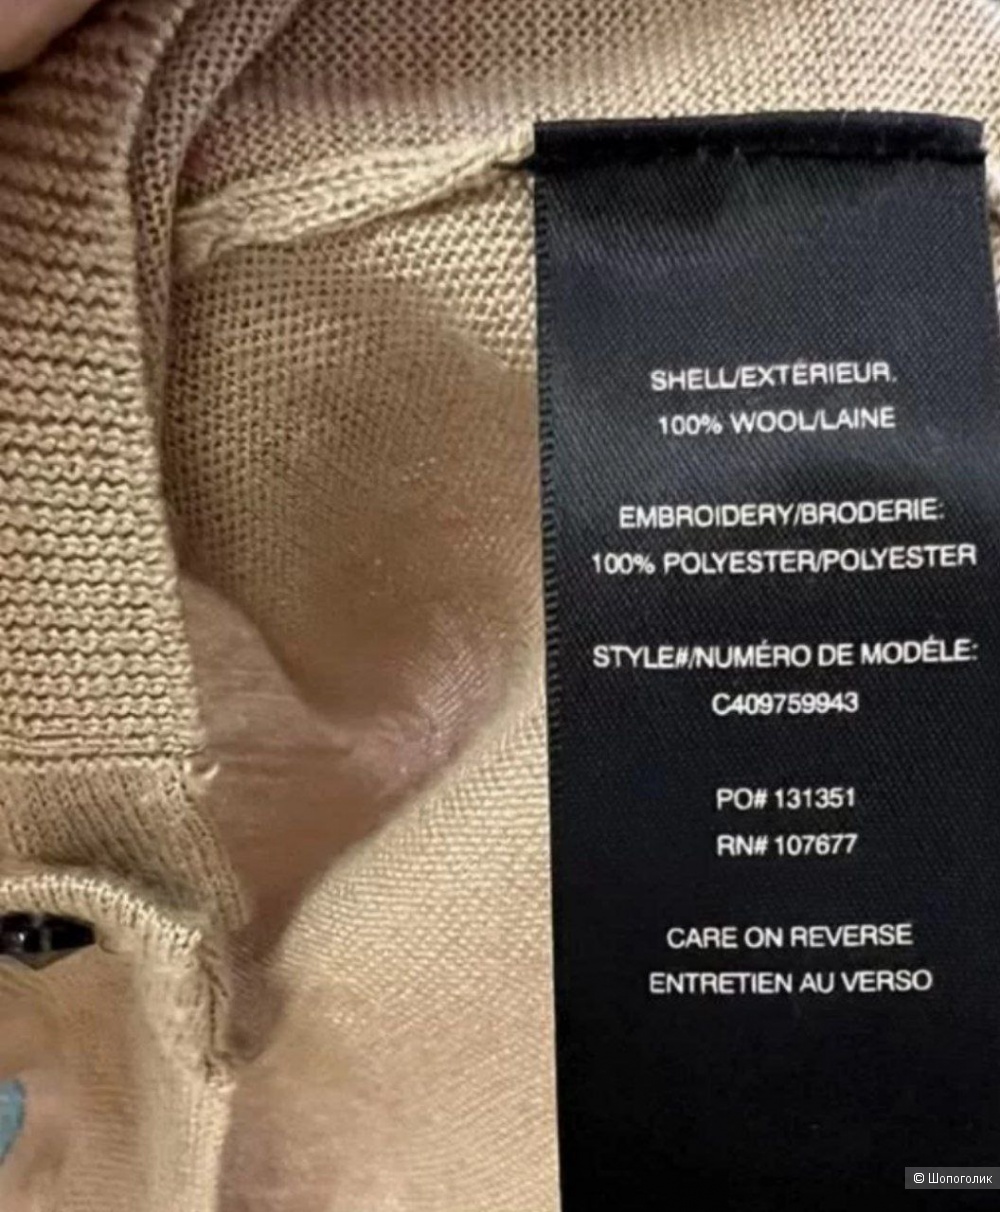 SHELL/EXTÉRIEUR.
100% WOOL/LAINE
EMBROIDERY/BRODERIE:
100% POLYESTER/POLYESTER
STYLE#/NUMÉRO DE MODÉLE:
C409759943
PO# 131351
RN# 107677
CARE ON REVERSE
ENTRETIEN AU VERSO
© Шопоголик